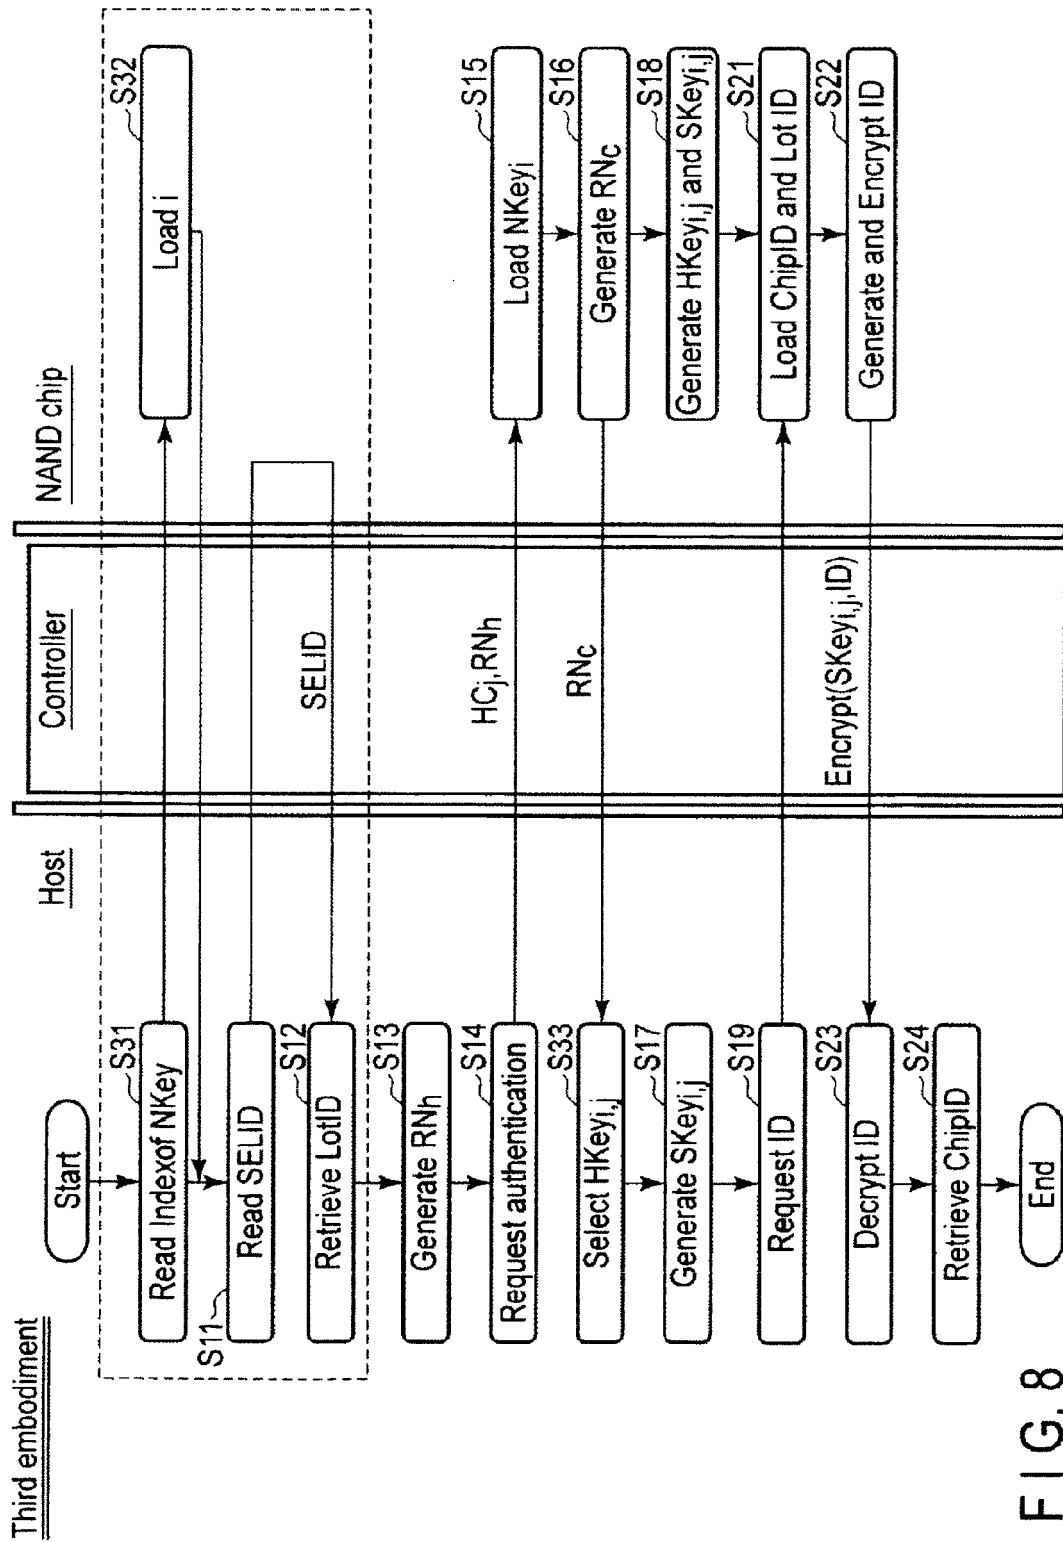 Third embodiment
Host
Controller
NAND chip
Start
S31
Read Indexof NKey
S32
Load i
S11
Read SELID
SELID
S12
Retrieve LotID
S13
Generate RNh
S14
Request authentication
HCj,RNh
S15
Load NKeyi
S16
Generate RNc
RNc
S33
Select HKeyi,j
S18
Generate HKeyi,j and SKeyi,j
S17
Generate SKeyi,j
S19
Request ID
S21
Load ChipID and Lot ID
S22
Generate and Encrypt ID
Encrypt(SKeyi,j,ID)
S23
Decrypt ID
S24
Retrieve ChipID
End
FIG. 8